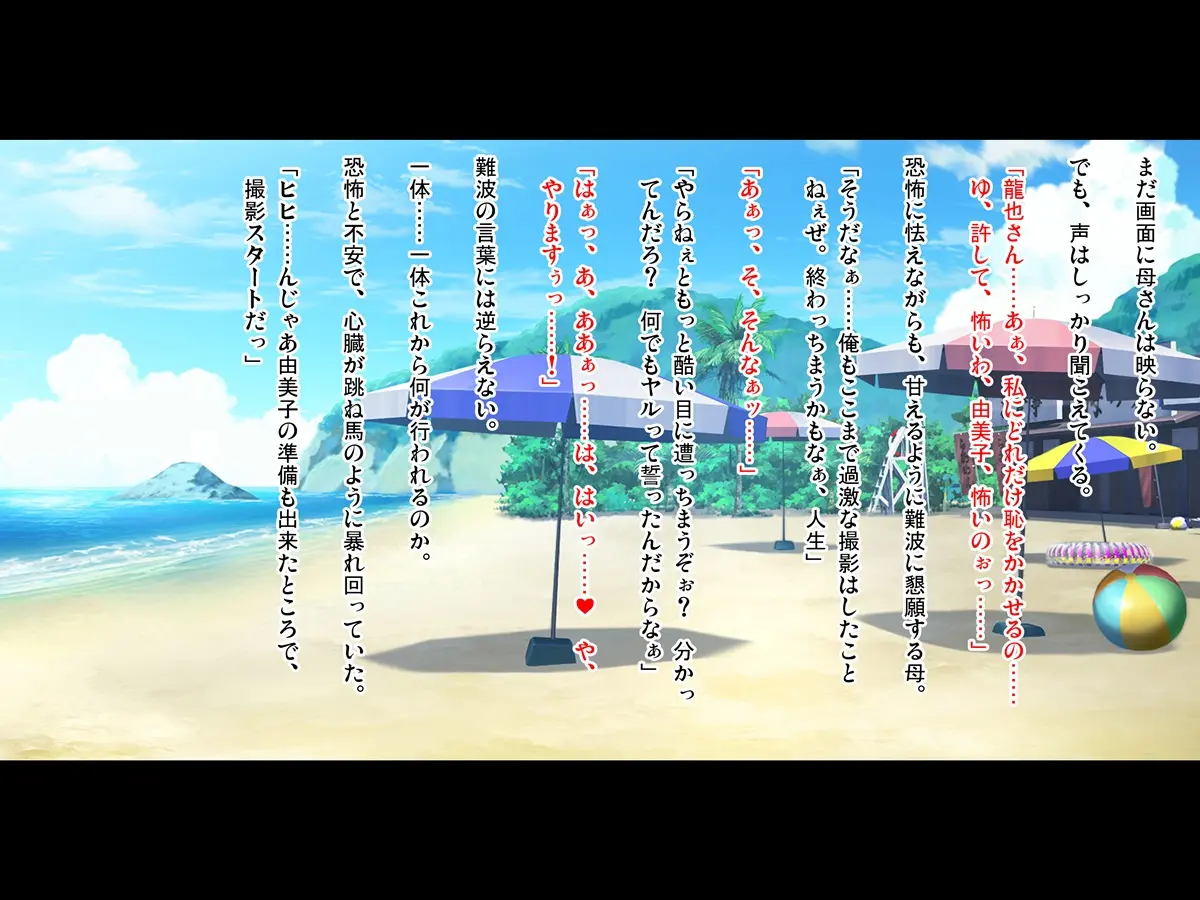 まだ画面に母さんは映らない。
でも、声はしっかり聞こえてくる。
「龍也さん……あぁ、私にどれだけ恥をかかせるの……
ゆ、許して、怖いわ、由美子、怖いのぉっ……」
恐怖に怯えながらも、甘えるように難波に懇願する母。
「そうだなぁ……俺もここまで過激な撮影はしたこと
ねぇぜ。終わっちまうかもなぁ、人生」
「あぁっ、そ、そんなぁッ……」
「やらねぇともっと酷い目に遭っちまうぞぉ？　分かっ
てんだろ？　何でもヤルって誓ったんだからなぁ」
「はぁっ、あ、ああぁっ……は、はいっ……♥　や、
やりますぅっ……！」
難波の言葉には逆らえない。
一体……一体これから何が行われるのか。
恐怖と不安で、心臓が跳ね馬のように暴れ回っていた。
「ヒヒ……んじゃあ由美子の準備も出来たところで、
撮影スタートだっ」